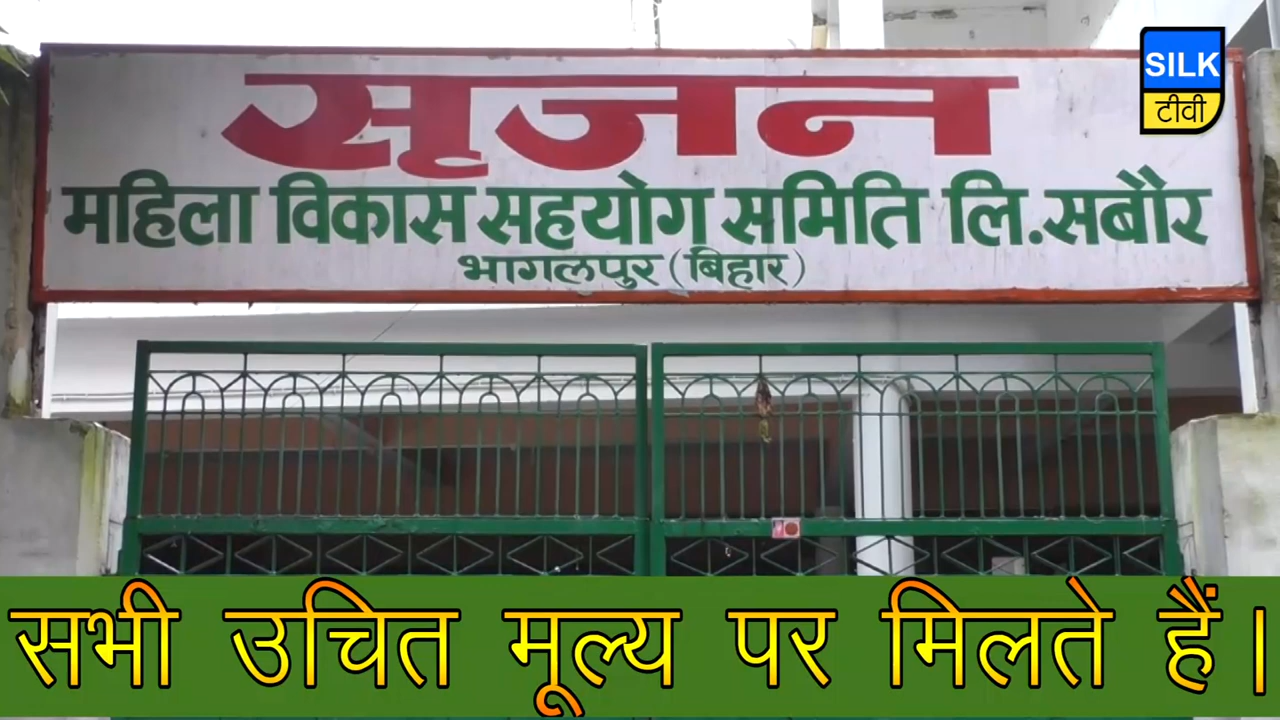 SILK
टीवी
सृजन
महिला विकास सहयोग समिति लि.सबौर
भागलपुर (बिहार)
सभी उचित मूल्य पर मिलते हैं।